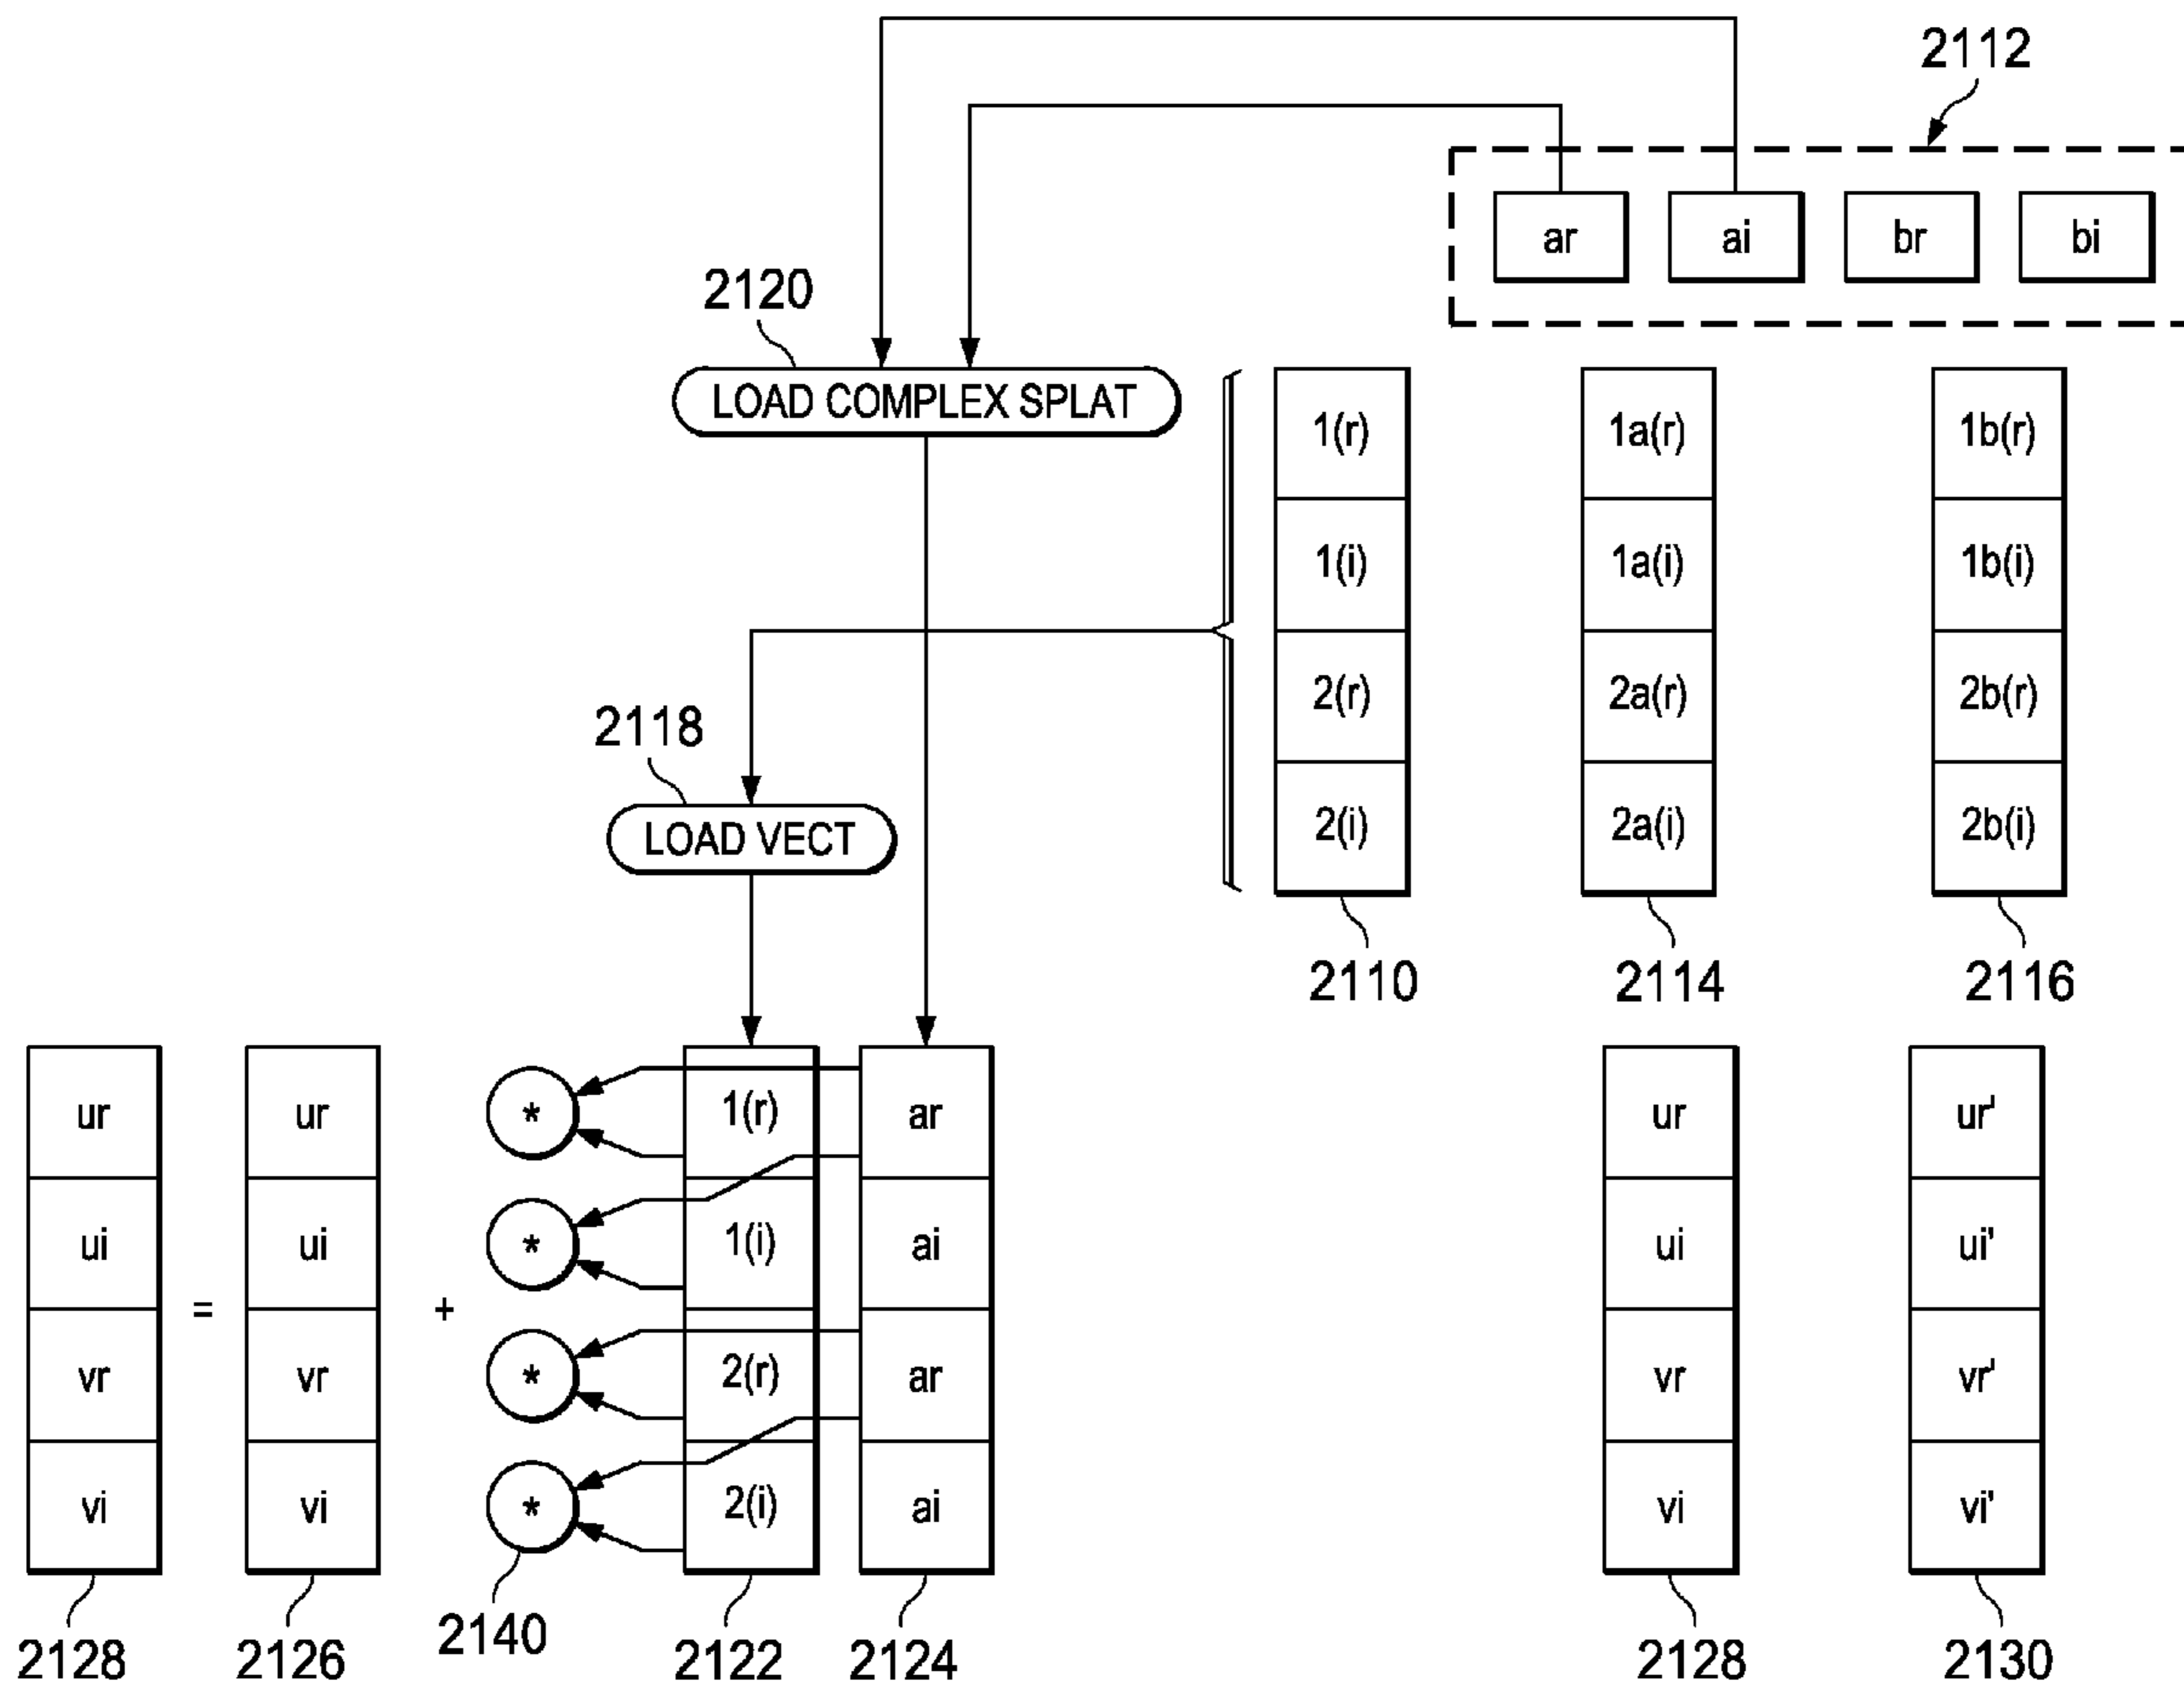 2112
ar ai br bi
2120
LOAD COMPLEX SPLAT
1(r) 1a(r) 1b(r)
1(i) 1a(i) 1b(i)
2(r) 2a(r) 2b(r)
2118
LOAD VECT
2(i) 2a(i) 2b(i)
2110 2114 2116
ur ur * 1(r) ar ur ur'
ui ui * 1(i) ai ui ui'
= +
vr vr * 2(r) ar vr vr'
vi vi * 2(i) ai vi vi'
2128 2126 2140 2122 2124 2128 2130